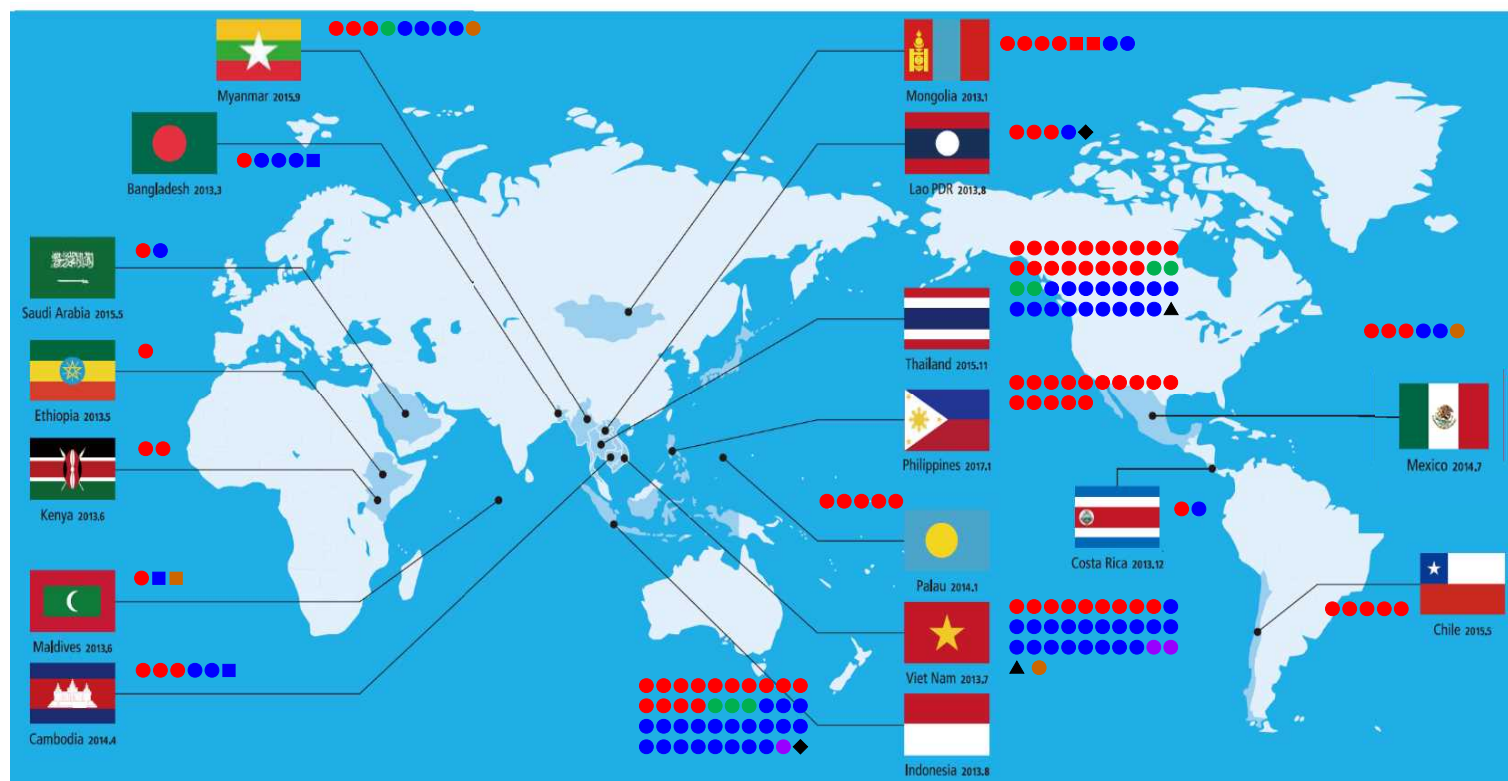 Myanmar 2015.9
Mongolia 2013.1
Bangladesh 2013.3
Lao PDR 2013.8
Saudi Arabia 2015.5
Thailand 2015.11
Ethiopia 2013.5
Philippines 2017.1
Mexico 2014.7
Kenya 2013.6
Costa Rica 2013.12
Palau 2014.1
Chile 2015.5
Maldives 2013.6
Viet Nam 2013.7
Cambodia 2014.4
Indonesia 2013.8